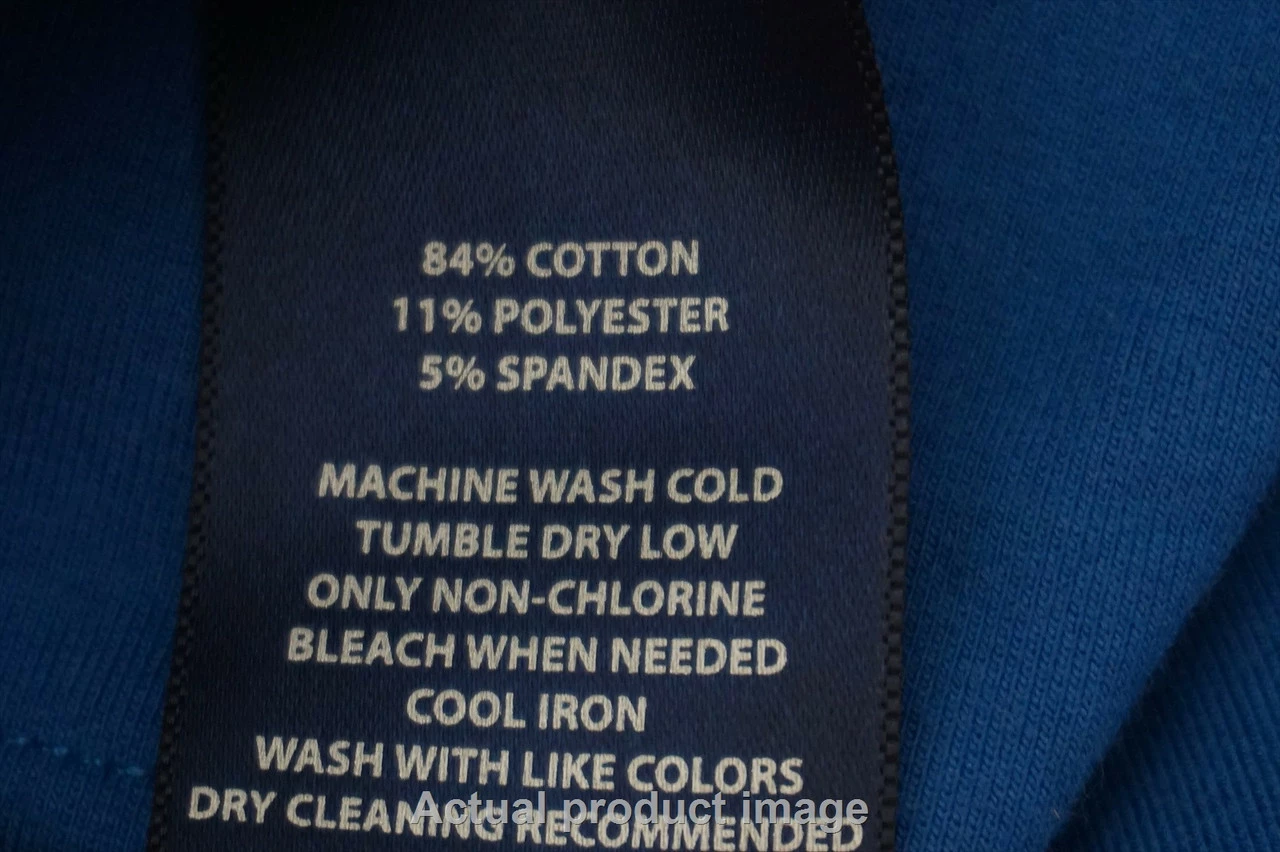 84% COTTON
11% POLYESTER
5% SPANDEX
MACHINE WASH COLD
TUMBLE DRY LOW
ONLY NON-CHLORINE
BLEACH WHEN NEEDED
COOL IRON
WASH WITH LIKE COLORS
DRY CLEANING RECOMMENDED
Actual product image